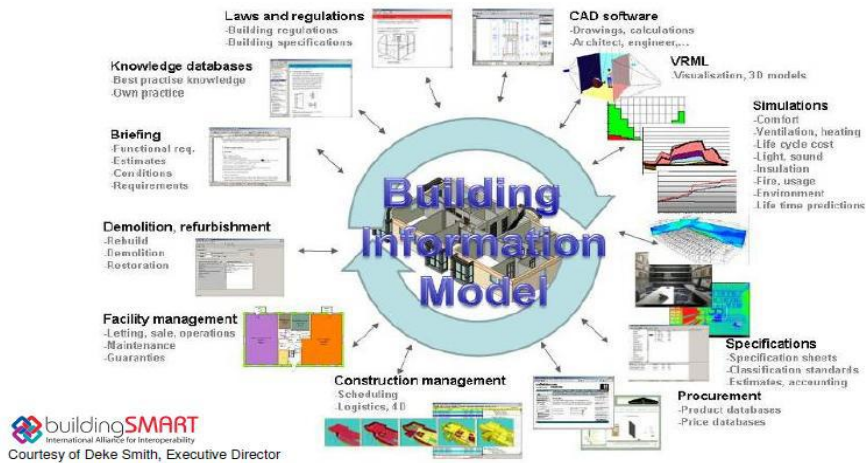 Laws and regulations
-Building regulations
-Building specifications
CAD software
-Drawings, calculations
-Architect, engineer,...
Knowledge databases
-Best practise knowledge
-Own practice
VRML
-Visualisation, 3D models
Briefing
-Functional req.
-Estimates
-Conditions
-Requirements
Simulations
-Comfort
-Ventilation, heating
-Life cycle cost
-Light, sound
-Insulation
-Fire, usage
-Environment
-Life time predictions
Building
Information
Model
Demolition, refurbishment
-Rebuild
-Demolition
-Restoration
Facility management
-Letting, sale, operations
-Maintenance
-Guaranties
Specifications
-Specification sheets
-Classification standards
-Estimates, accounting
Construction management
-Scheduling
-Logistics, 4D
Procurement
-Product databases
-Price databases
buildingSMART
International Alliance for Interoperability
Courtesy of Deke Smith, Executive Director